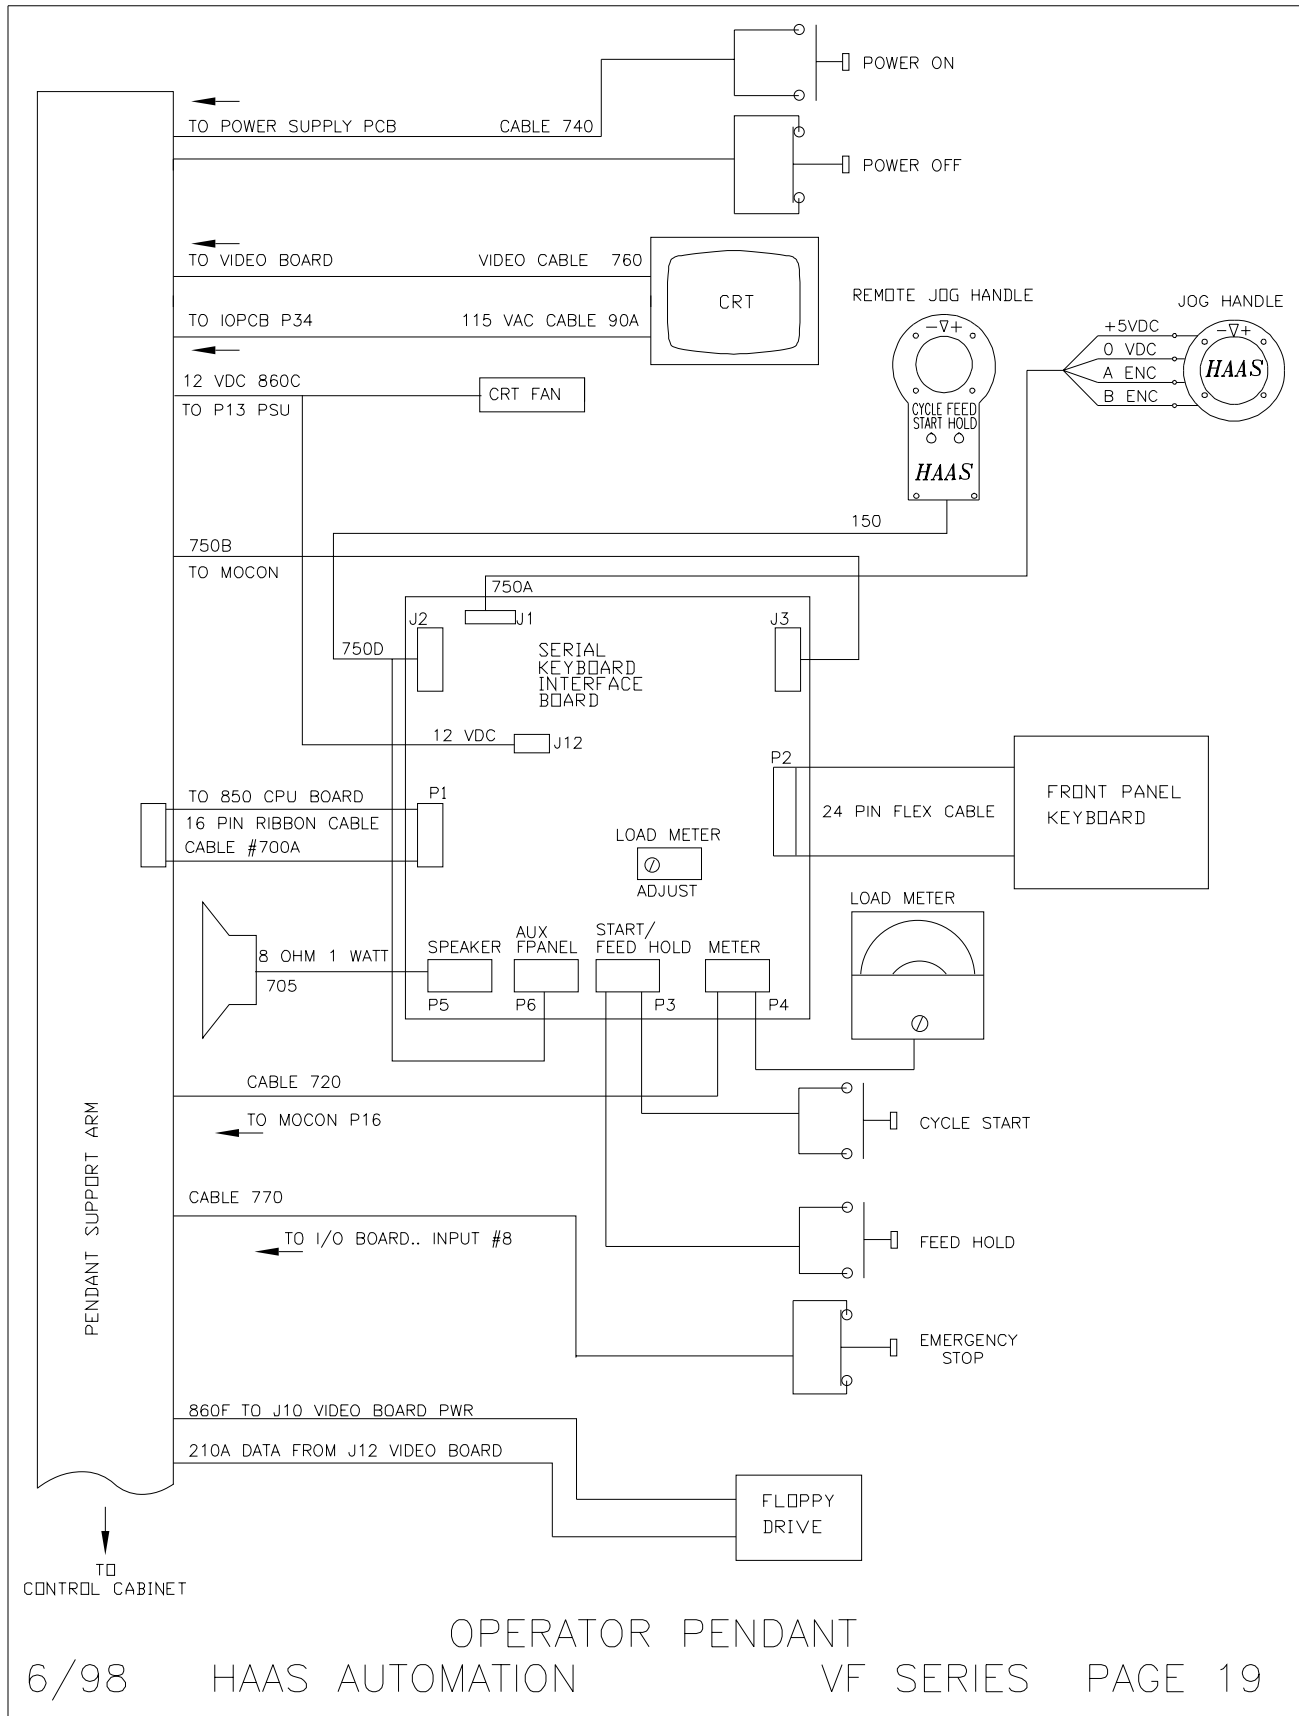 POWER ON
TO POWER SUPPLY PCB
CABLE 740
POWER OFF
TO VIDEO BOARD
VIDEO CABLE 760
CRT
TO IOPCB P34
115 VAC CABLE 90A
REMOTE JOG HANDLE
JOG HANDLE
-▽+
-▽+
+5VDC
0 VDC
A ENC
B ENC
HAAS
12 VDC 860C
TO P13 PSU
CRT FAN
CYCLE FEED
START HOLD
HAAS
150
750B
TO MOCON
750A
J1
J2
J3
750D
SERIAL
KEYBOARD
INTERFACE
BOARD
12 VDC
J12
P2
TO 850 CPU BOARD
P1
16 PIN RIBBON CABLE
CABLE #700A
24 PIN FLEX CABLE
FRONT PANEL
KEYBOARD
LOAD METER
ADJUST
LOAD METER
8 OHM 1 WATT
705
SPEAKER
AUX
FPANEL
START/
FEED HOLD
METER
P5
P6
P3
P4
CABLE 720
TO MOCON P16
CYCLE START
CABLE 770
TO I/O BOARD.. INPUT #8
FEED HOLD
EMERGENCY
STOP
PENDANT SUPPORT ARM
860F TO J10 VIDEO BOARD PWR
210A DATA FROM J12 VIDEO BOARD
FLOPPY
DRIVE
TO
CONTROL CABINET
OPERATOR PENDANT
6/98 HAAS AUTOMATION VF SERIES PAGE 19